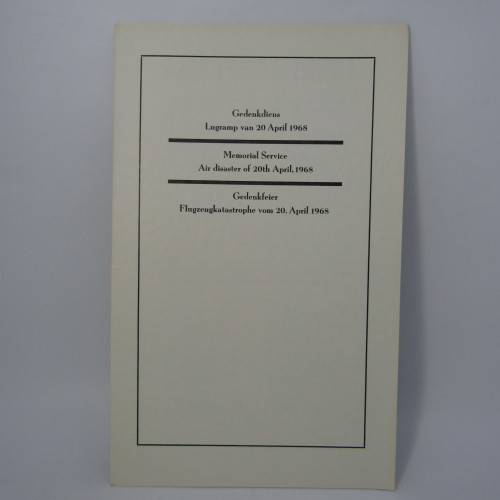 Gedenkdiens
Lugramp van 20 April 1968
Memorial Service
Air disaster of 20th April, 1968
Gedenkfeier
Flugzeugkatastrophe vom 20. April 1968